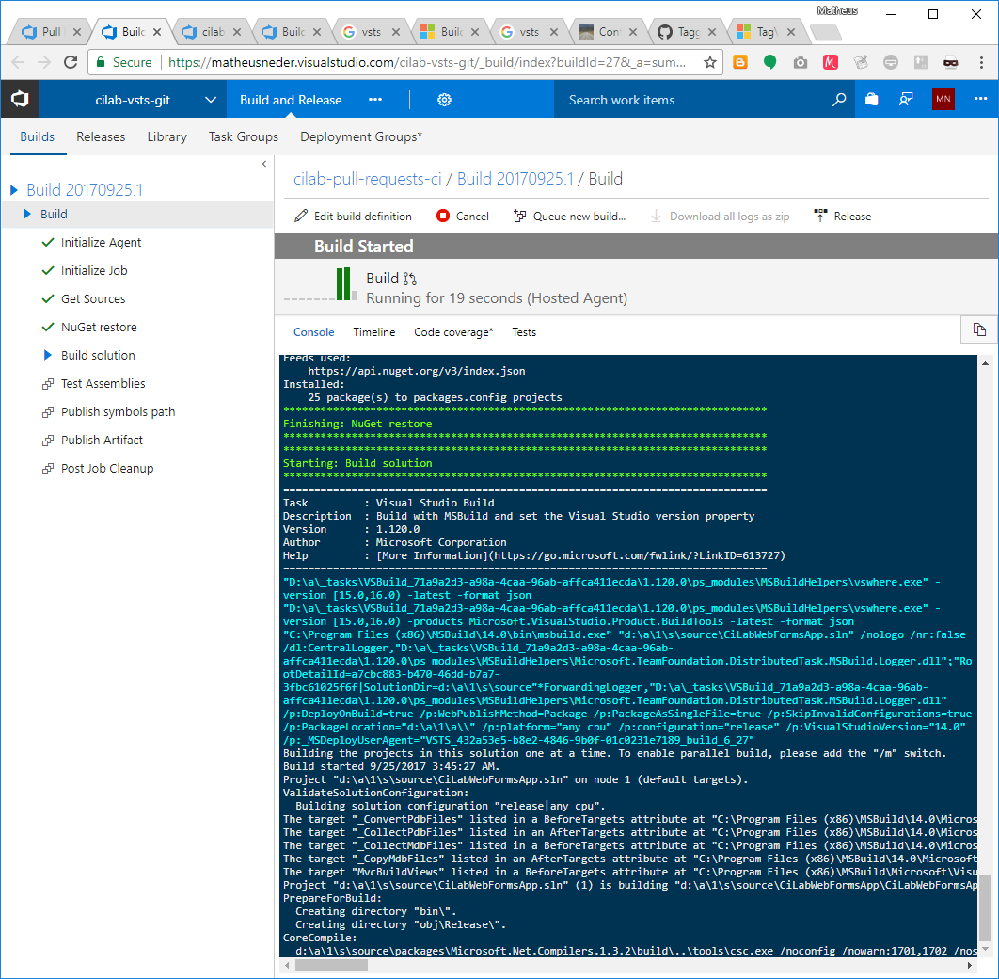 Matheus
Pull
Build
cilab
Build
vsts
Build
vsts
Con
Tagg
Tag
Secure
https://matheusneder.visualstudio.com/cilab-vsts-git/_build/index?buildId=27&_a=sum...
cilab-vsts-git
Build and Release
Search work items
MN
Builds
Releases
Library
Task Groups
Deployment Groups*
Build 20170925.1
Build
Initialize Agent
Initialize Job
Get Sources
NuGet restore
Build solution
Test Assemblies
Publish symbols path
Publish Artifact
Post Job Cleanup
cilab-pull-requests-ci / Build 20170925.1 / Build
Edit build definition
Cancel
Queue new build...
Download all logs as zip
Release
Build Started
Build
Running for 19 seconds (Hosted Agent)
Console
Timeline
Code coverage*
Tests
Feeds used:
https://api.nuget.org/v3/index.json
Installed:
25 package(s) to packages.config projects
******************************************************************************
Finishing: NuGet restore
******************************************************************************
******************************************************************************
Starting: Build solution
******************************************************************************
==============================================================================
Task         : Visual Studio Build
Description  : Build with MSBuild and set the Visual Studio version property
Version      : 1.120.0
Author       : Microsoft Corporation
Help         : [More Information](https://go.microsoft.com/fwlink/?LinkID=613727)
==============================================================================
"D:\a\_tasks\VSBuild_71a9a2d3-a98a-4caa-96ab-affca411ecda\1.120.0\ps_modules\MSBuildHelpers\vswhere.exe" -
version [15.0,16.0) -latest -format json
"D:\a\_tasks\VSBuild_71a9a2d3-a98a-4caa-96ab-affca411ecda\1.120.0\ps_modules\MSBuildHelpers\vswhere.exe" -
version [15.0,16.0) -products Microsoft.VisualStudio.Product.BuildTools -latest -format json
"C:\Program Files (x86)\MSBuild\14.0\bin\msbuild.exe" "d:\a\1\s\source\CiLabWebFormsApp.sln" /nologo /nr:false
/dl:CentralLogger,"D:\a\_tasks\VSBuild_71a9a2d3-a98a-4caa-96ab-
affca411ecda\1.120.0\ps_modules\MSBuildHelpers\Microsoft.TeamFoundation.DistributedTask.MSBuild.Logger.dll";"Ro
otDetailId=a7cbc883-b470-46dd-b7a7-
3fbc61025f6f|SolutionDir=d:\a\1\s\source"*ForwardingLogger,"D:\a\_tasks\VSBuild_71a9a2d3-a98a-4caa-96ab-
affca411ecda\1.120.0\ps_modules\MSBuildHelpers\Microsoft.TeamFoundation.DistributedTask.MSBuild.Logger.dll"
/p:DeployOnBuild=true /p:WebPublishMethod=Package /p:PackageAsSingleFile=true /p:SkipInvalidConfigurations=true
/p:PackageLocation="d:\a\1\a\\" /p:platform="any cpu" /p:configuration="release" /p:VisualStudioVersion="14.0"
/p:_MSDeployUserAgent="VSTS_432a53e5-b8e2-4846-9b0f-01c0231e7189_build_6_27"
Building the projects in this solution one at a time. To enable parallel build, please add the "/m" switch.
Build started 9/25/2017 3:45:27 AM.
Project "d:\a\1\s\source\CiLabWebFormsApp.sln" on node 1 (default targets).
ValidateSolutionConfiguration:
Building solution configuration "release|any cpu".
The target "_ConvertPdbFiles" listed in a BeforeTargets attribute at "C:\Program Files (x86)\MSBuild\14.0\Micros
The target "_CollectPdbFiles" listed in an AfterTargets attribute at "C:\Program Files (x86)\MSBuild\14.0\Micros
The target "_CollectMdbFiles" listed in a BeforeTargets attribute at "C:\Program Files (x86)\MSBuild\14.0\Micros
The target "_CopyMdbFiles" listed in an AfterTargets attribute at "C:\Program Files (x86)\MSBuild\14.0\Microsoft
The target "MvcBuildViews" listed in a BeforeTargets attribute at "C:\Program Files (x86)\MSBuild\Microsoft\Visu
Project "d:\a\1\s\source\CiLabWebFormsApp.sln" (1) is building "d:\a\1\s\source\CiLabWebFormsApp\CiLabWebFormsAp
PrepareForBuild:
Creating directory "bin\".
Creating directory "obj\Release\".
CoreCompile:
d:\a\1\s\source\packages\Microsoft.Net.Compilers.1.3.2\build\..\tools\csc.exe /noconfig /nowarn:1701,1702 /nos